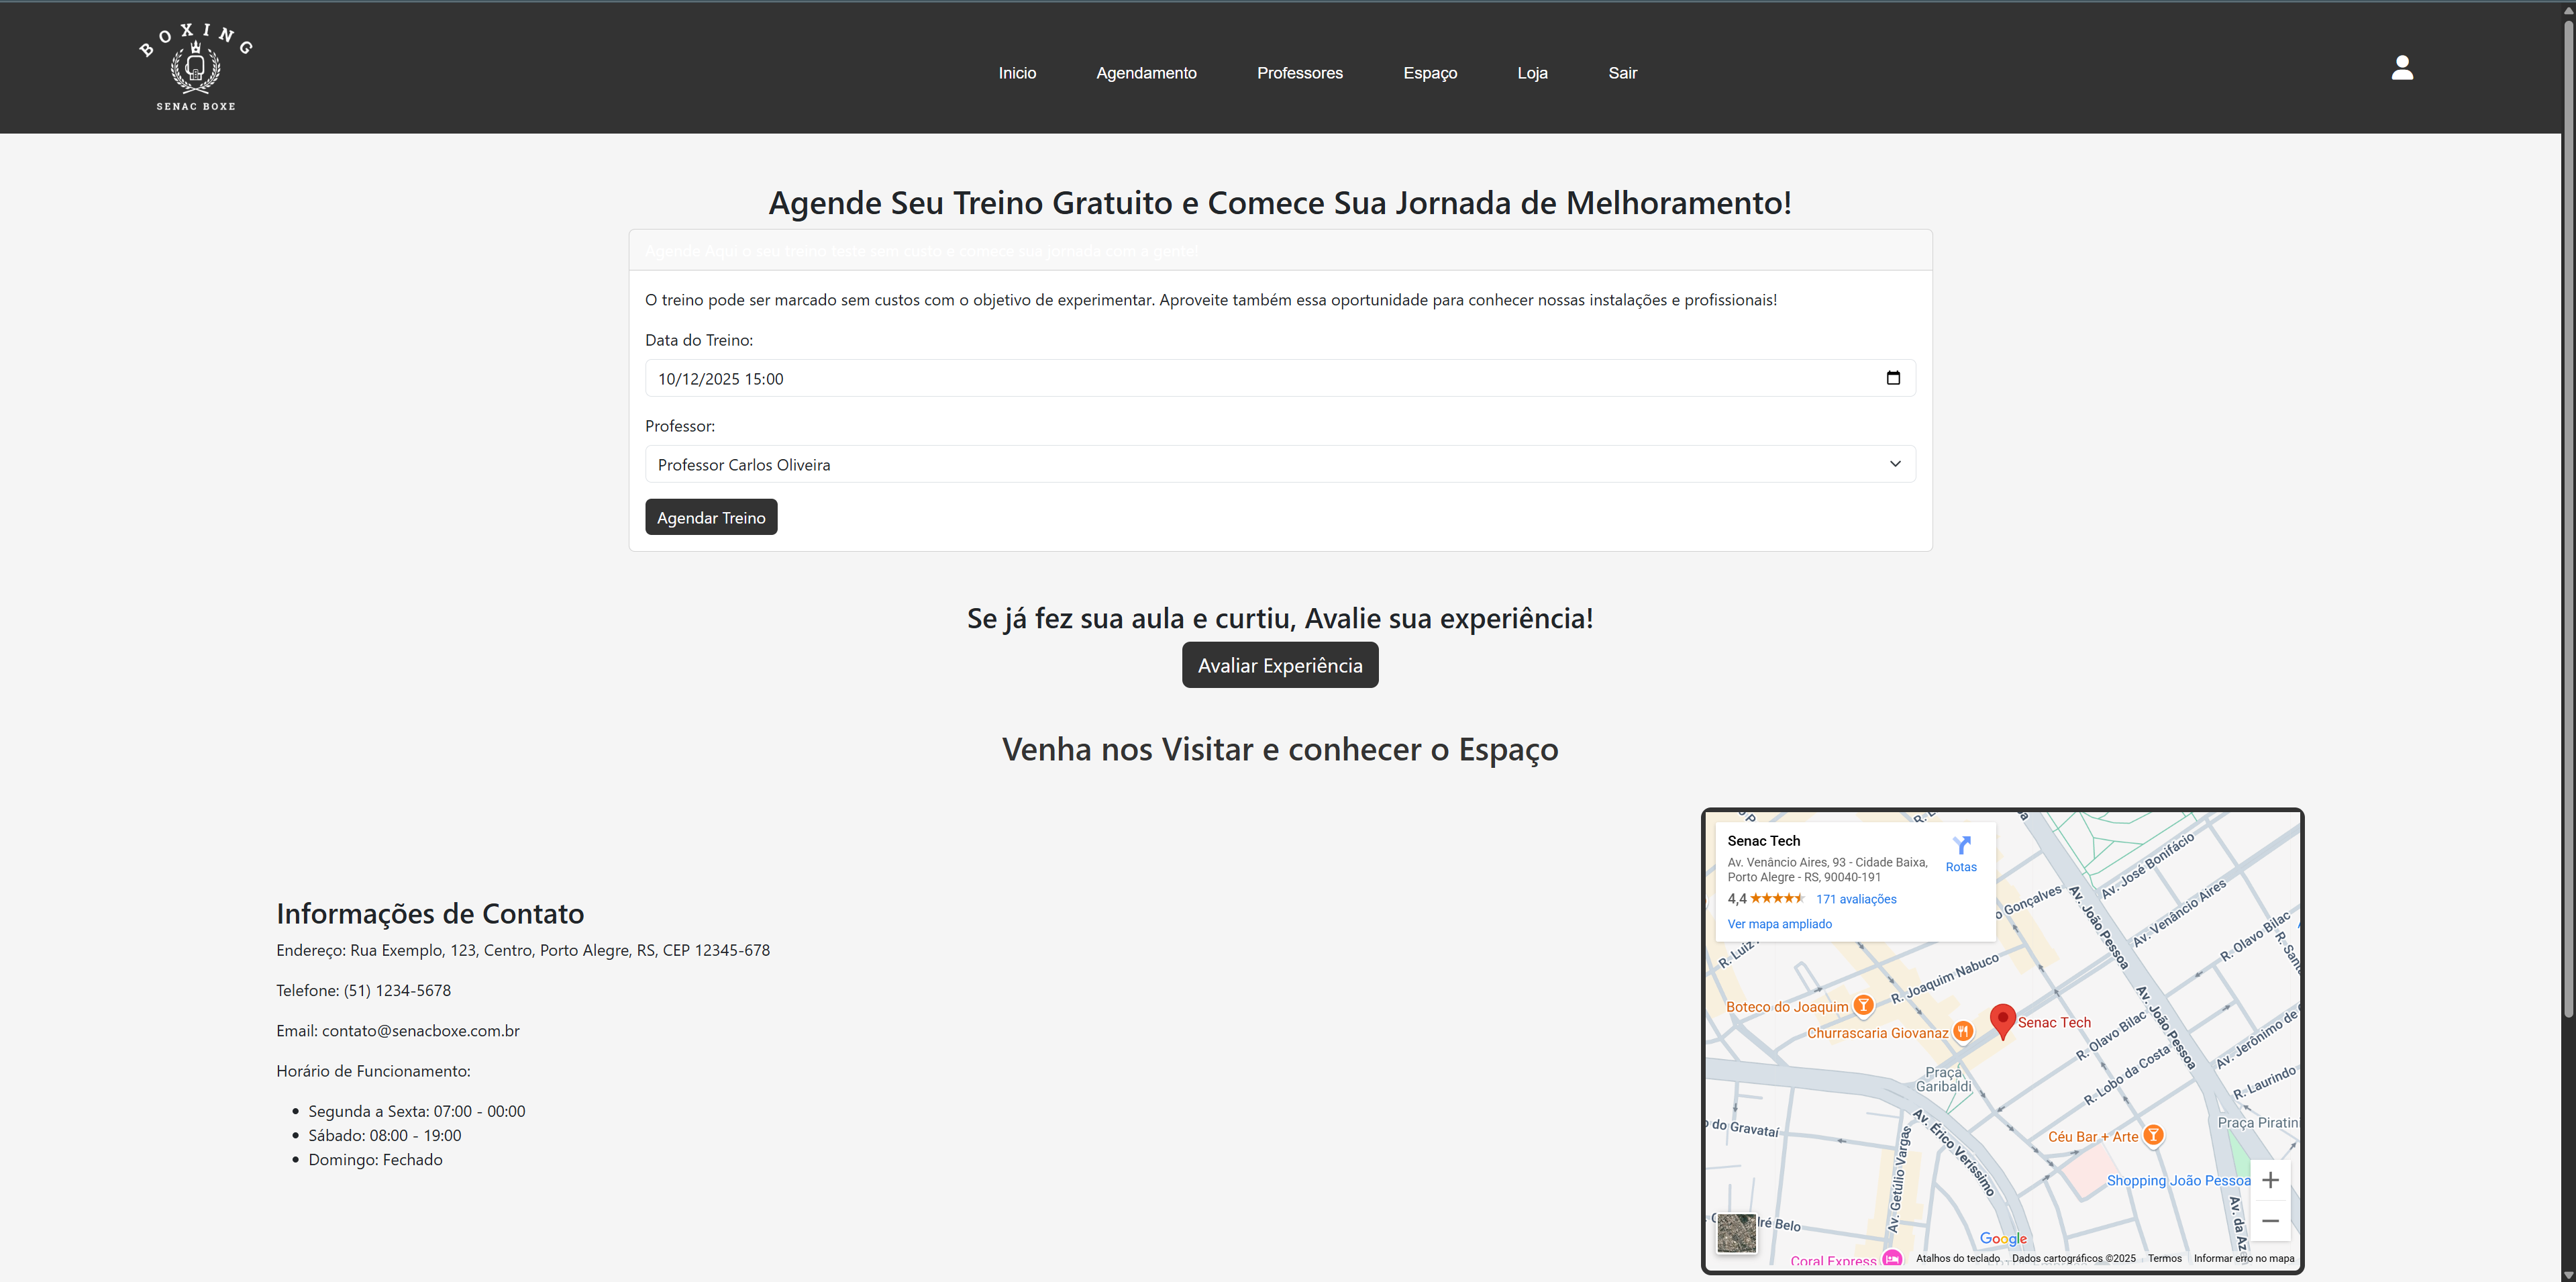 BOXING
SENAC BOXE
Inicio
Agendamento
Professores
Espaço
Loja
Sair
Agende Seu Treino Gratuito e Comece Sua Jornada de Melhoramento!
Agende Aqui o seu treino teste sem custo e comece sua jornada com a gente!
O treino pode ser marcado sem custos com o objetivo de experimentar. Aproveite também essa oportunidade para conhecer nossas instalações e profissionais!
Data do Treino:
10/12/2025 15:00
Professor:
Professor Carlos Oliveira
Agendar Treino
Se já fez sua aula e curtiu, Avalie sua experiência!
Avaliar Experiência
Venha nos Visitar e conhecer o Espaço
Informações de Contato
Endereço: Rua Exemplo, 123, Centro, Porto Alegre, RS, CEP 12345-678
Telefone: (51) 1234-5678
Email: contato@senacboxe.com.br
Horário de Funcionamento:
Segunda a Sexta: 07:00 - 00:00
Sábado: 08:00 - 19:00
Domingo: Fechado
Senac Tech
Av. Venâncio Aires, 93 - Cidade Baixa,
Porto Alegre - RS, 90040-191
Rotas
4,4
171 avaliações
Ver mapa ampliado
Av. José Bonifácio
Av. Venâncio Aires
o Gonçalves
Av. João Pessoa
R. Olavo Bilac
R. Luiz
R. Joaquim Nabuco
Boteco do Joaquim
Churrascaria Giovanaz
Senac Tech
Av. João Pessoa
R. Olavo Bilac
Av. Jerônimo de
R. Lobo da Costa
R. Laurindo
Praça
Garibaldi
Praça Piratini
do Gravataí
Av. Érico Veríssimo
Av. Getúlio Vargas
Céu Bar + Arte
Shopping João Pessoa
Av. da Az
ré Belo
Coral Express
Google
Atalhos do teclado
Dados cartográficos ©2025
Termos
Informar erro no mapa